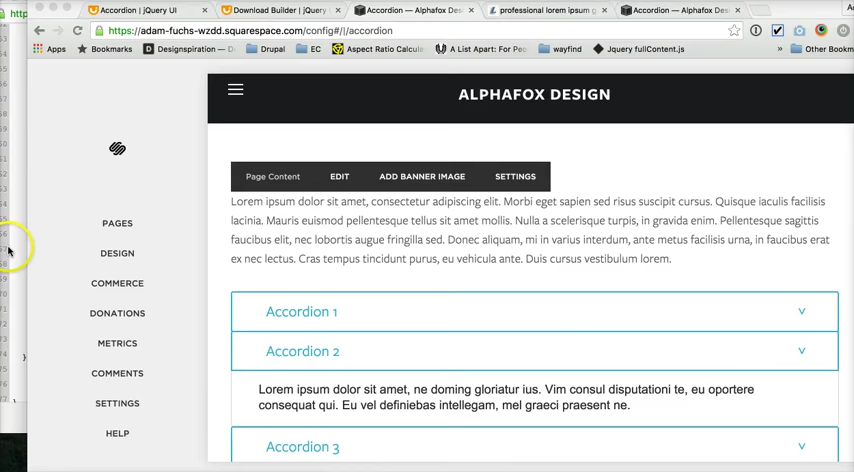 http
Accordion | jQuery UI
Download Builder | jQuery
Accordion — Alphafox Des
professional lorem ipsum g
Accordion — Alphafox Des
https://adam-fuchs-wzdd.squarespace.com/config#/|/accordion
Apps
Bookmarks
Designspiration —
Drupal
EC
Aspect Ratio Calcula
A List Apart: For Peo
wayfind
Jquery fullContent.js
»
Other Bookm
ALPHAFOX DESIGN
Page Content
EDIT
ADD BANNER IMAGE
SETTINGS
Lorem ipsum dolor sit amet, consectetur adipiscing elit. Morbi eget sapien sed risus suscipit cursus. Quisque iaculis facilisis
lacinia. Mauris euismod pellentesque tellus sit amet mollis. Nulla a scelerisque turpis, in gravida enim. Pellentesque sagittis
facilisis elit, nec lobortis augue fringilla sed. Donec aliquam, mi in varius interdum, ante metus facilisis urna, in faucibus erat
ex nec lectus. Cras tempus tincidunt purus, eu vehicula ante. Duis cursus vestibulum lorem.
PAGES
DESIGN
COMMERCE
DONATIONS
METRICS
COMMENTS
SETTINGS
HELP
Accordion 1
v
Accordion 2
v
Lorem ipsum dolor sit amet, ne doming gloriatur ius. Vim consul disputationi te, eu oportere
consequat qui. Eu vel definiebas intellegam, mel graeci praesent ne.
Accordion 3
v